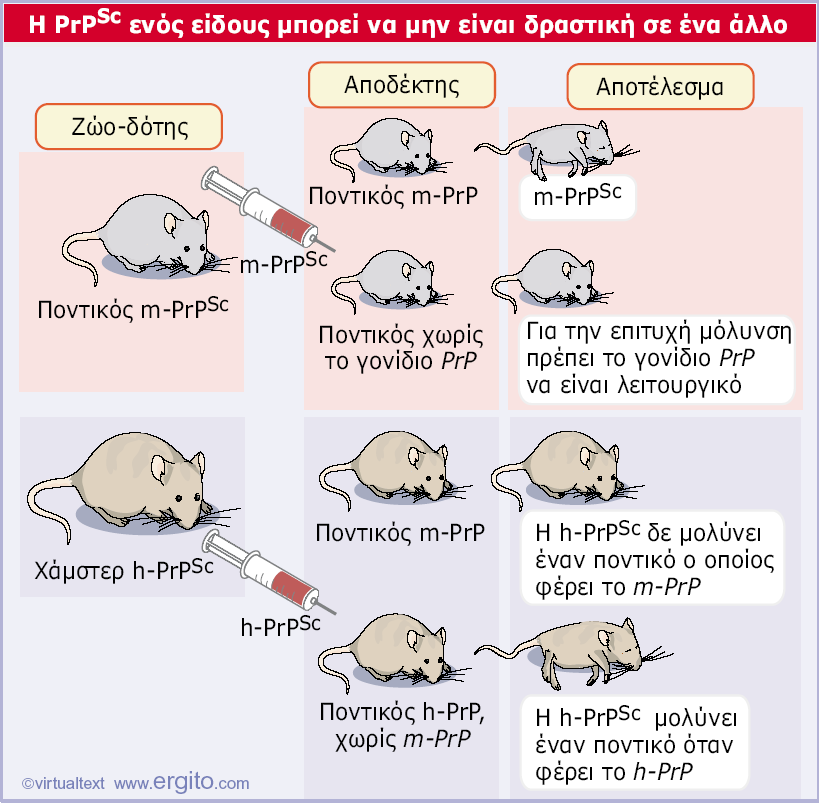 Η PrPSc ενός είδους μπορεί να μην είναι δραστική σε ένα άλλο
Ζώο-δότης
Αποδέκτης
Αποτέλεσμα
Ποντικός m-PrPSc
m-PrPSc
Ποντικός m-PrP
m-PrPSc
Ποντικός χωρίς
το γονίδιο PrP
Για την επιτυχή μόλυνση
πρέπει το γονίδιο PrP
να είναι λειτουργικό
Χάμστερ h-PrPSc
h-PrPSc
Ποντικός m-PrP
Η h-PrPSc δε μολύνει
έναν ποντικό ο οποίος
φέρει το m-PrP
Ποντικός h-PrP,
χωρίς m-PrP
Η h-PrPSc μολύνει
έναν ποντικό όταν
φέρει το h-PrP
©virtualtext www.ergito.com